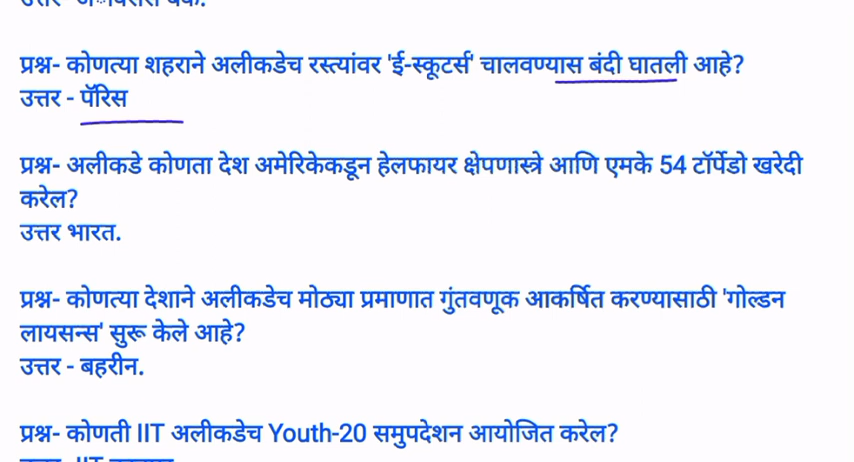 प्रश्न- कोणत्या शहराने अलीकडेच रस्त्यांवर 'ई-स्कूटर्स' चालवण्यास बंदी घातली आहे?
उत्तर - पॅरिस
प्रश्न- अलीकडे कोणता देश अमेरिकेकडून हेलफायर क्षेपणास्त्रे आणि एमके 54 टॉर्पेडो खरेदी
करेल?
उत्तर भारत.
प्रश्न- कोणत्या देशाने अलीकडेच मोठ्या प्रमाणात गुंतवणूक आकर्षित करण्यासाठी 'गोल्डन
लायसन्स' सुरू केले आहे?
उत्तर - बहरीन.
प्रश्न- कोणती IIT अलीकडेच Youth-20 समुपदेशन आयोजित करेल?